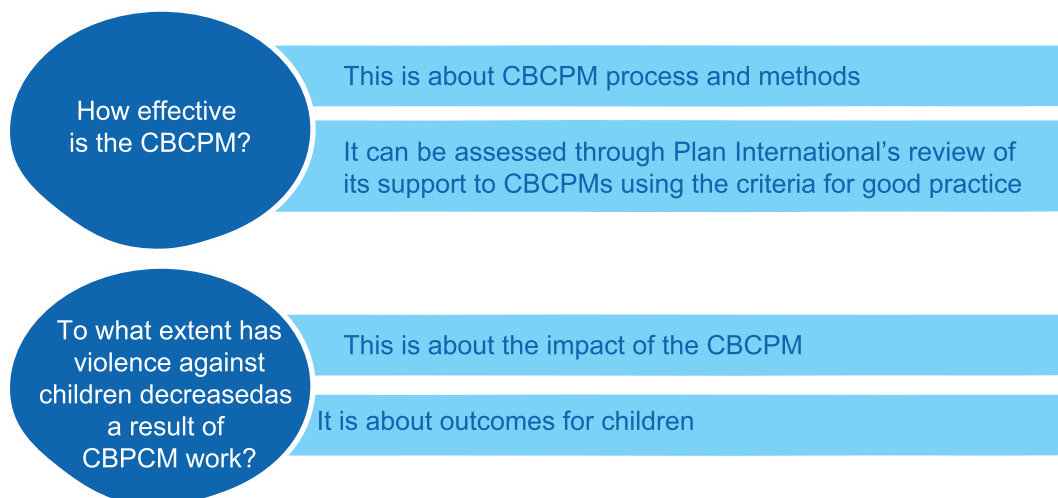 How effective
is the CBCPM?
This is about CBCPM process and methods
It can be assessed through Plan International’s review of
its support to CBCPMs using the criteria for good practice
To what extent has
violence against
children decreasedas
a result of
CBPCM work?
This is about the impact of the CBCPM
It is about outcomes for children